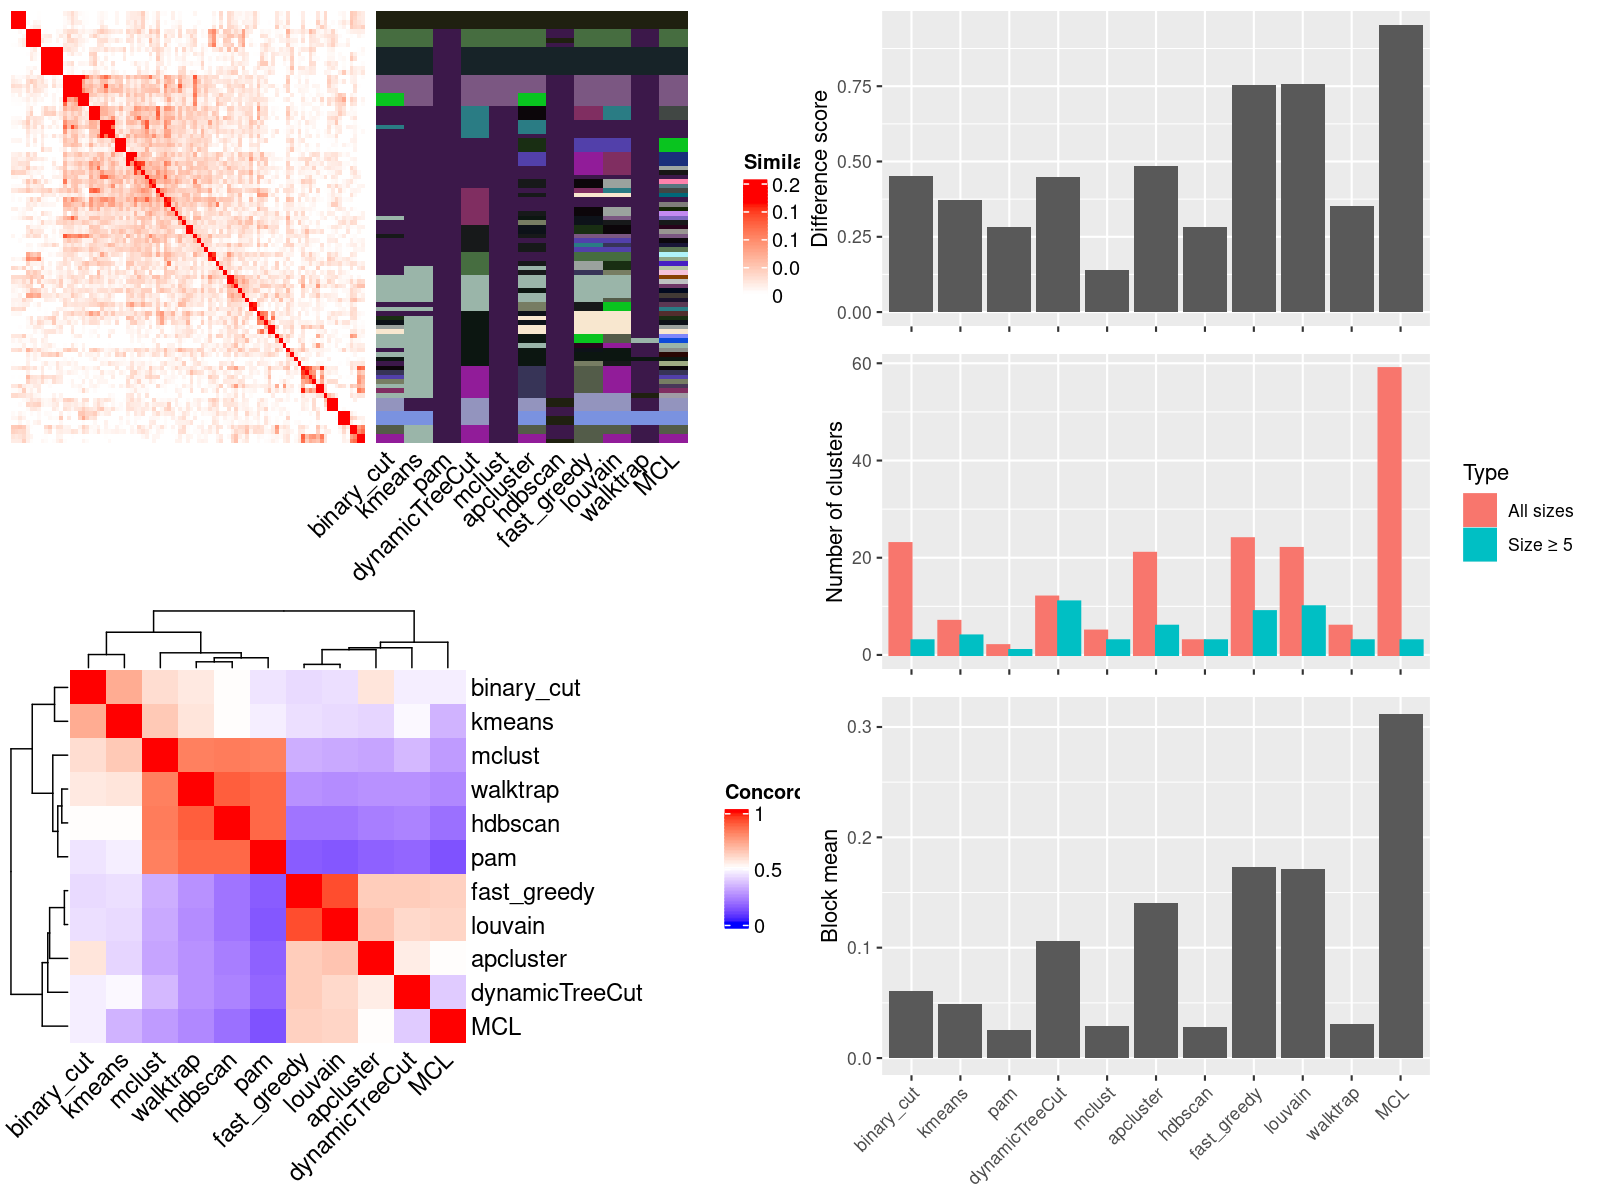 Simila
0.2
0.1
0.1
0.0
0
binary_cut
kmeans
pam
dynamicTreeCut
mclust
apcluster
hdbscan
fast_greedy
louvain
walktrap
MCL
binary_cut
kmeans
mclust
walktrap
hdbscan
pam
fast_greedy
louvain
apcluster
dynamicTreeCut
MCL
binary_cut
kmeans
mclust
walktrap
hdbscan
pam
fast_greedy
louvain
apcluster
dynamicTreeCut
MCL
Concord
1
0.5
0
Difference score
0.75
0.50
0.25
0.00
Number of clusters
60
40
20
0
Type
All sizes
Size ≥ 5
Block mean
0.3
0.2
0.1
0.0
binary_cut
kmeans
pam
dynamicTreeCut
mclust
apcluster
hdbscan
fast_greedy
louvain
walktrap
MCL